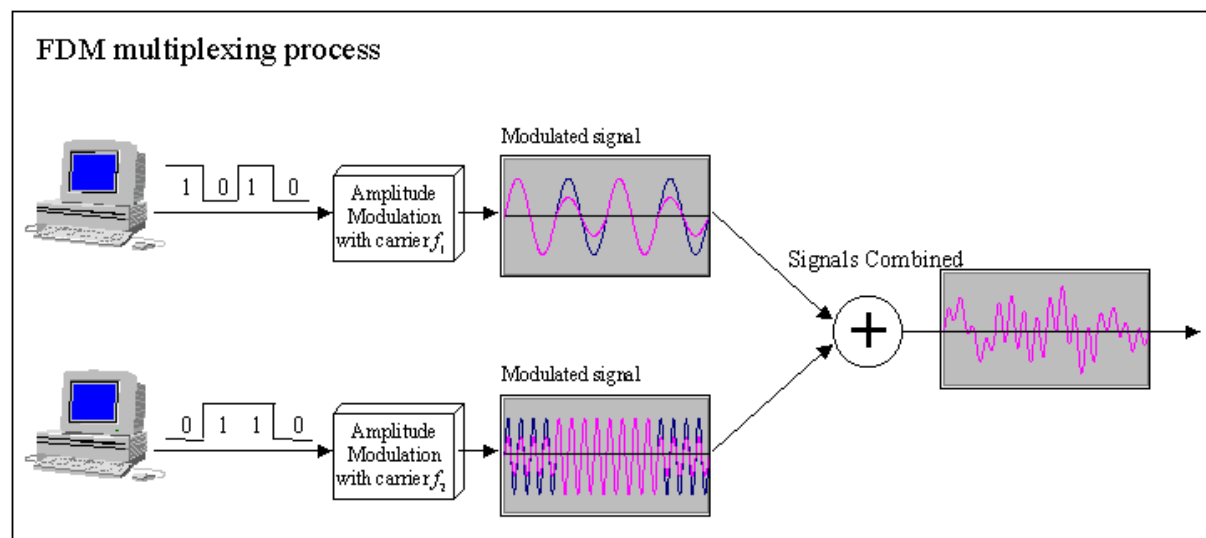 FDM multiplexing process
Modulated signal
1 0 1 0
Amplitude
Modulation
with carrier f₁
Signals Combined
+
Modulated signal
0 1 1 0
Amplitude
Modulation
with carrier f₂